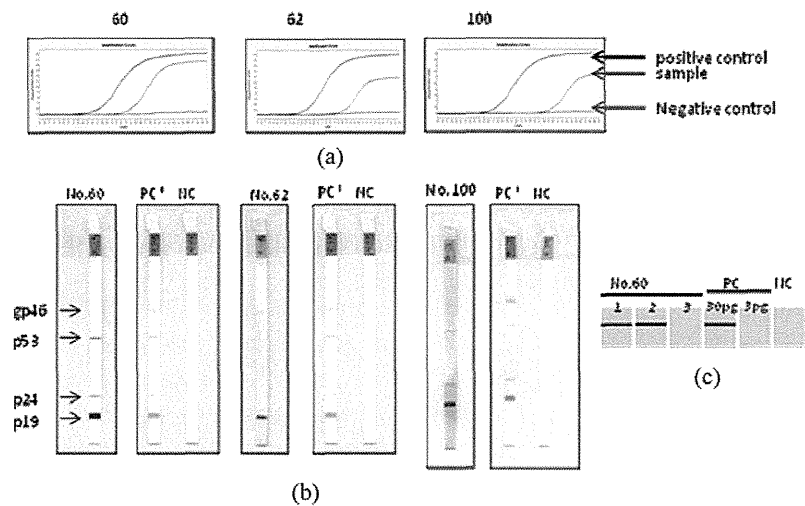 60 62 100
positive control
sample
Negative control
(a)
No.60 PC⁺ NC No.62 PC⁺ NC No.100 PC⁺ NC
gp46
p53
p24
p19
(b)
No.60 PC NC
1 2 3 30pg 3pg
(c)